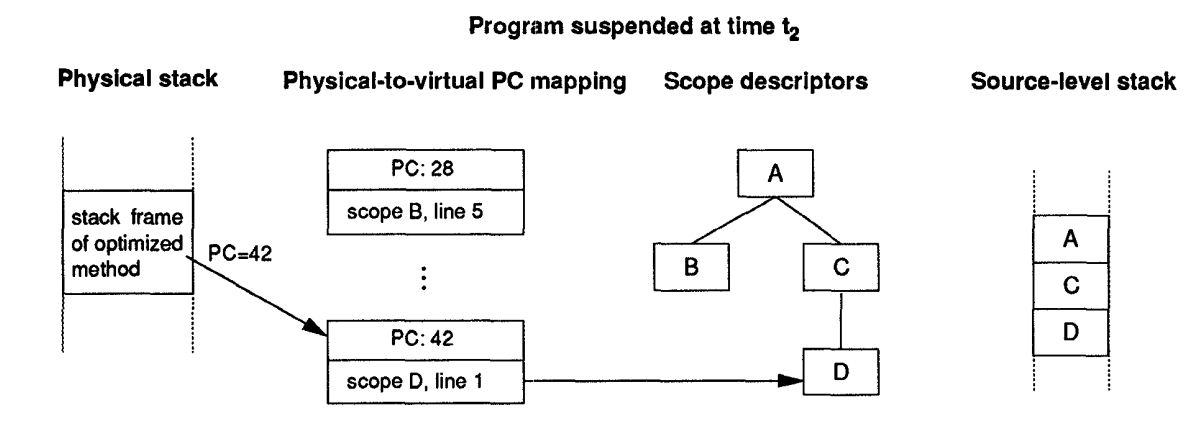 Program suspended at time t2
Physical stack
Physical-to-virtual PC mapping
Scope descriptors
Source-level stack
stack frame
of optimized
method
PC=42
PC: 28
scope B, line 5
⋮
PC: 42
scope D, line 1
A
B
C
D
A
C
D